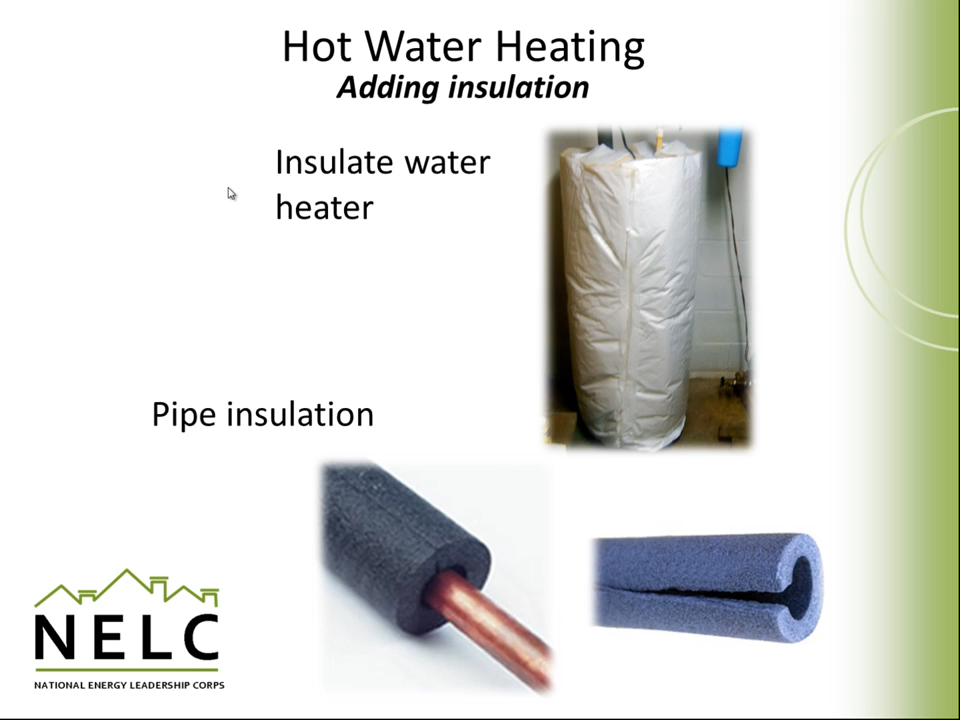 Hot Water Heating
Adding insulation
Insulate water
heater
Pipe insulation
NELC
NATIONAL ENERGY LEADERSHIP CORPS